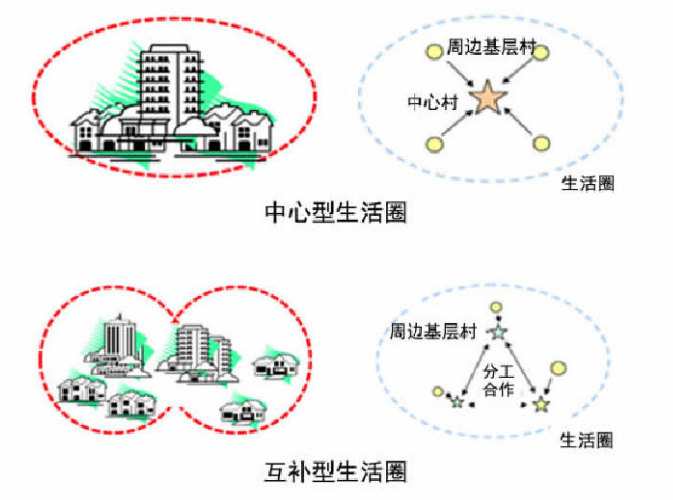 周边基层村
中心村
生活圈
中心型生活圈
周边基层村
分工
合作
生活圈
互补型生活圈